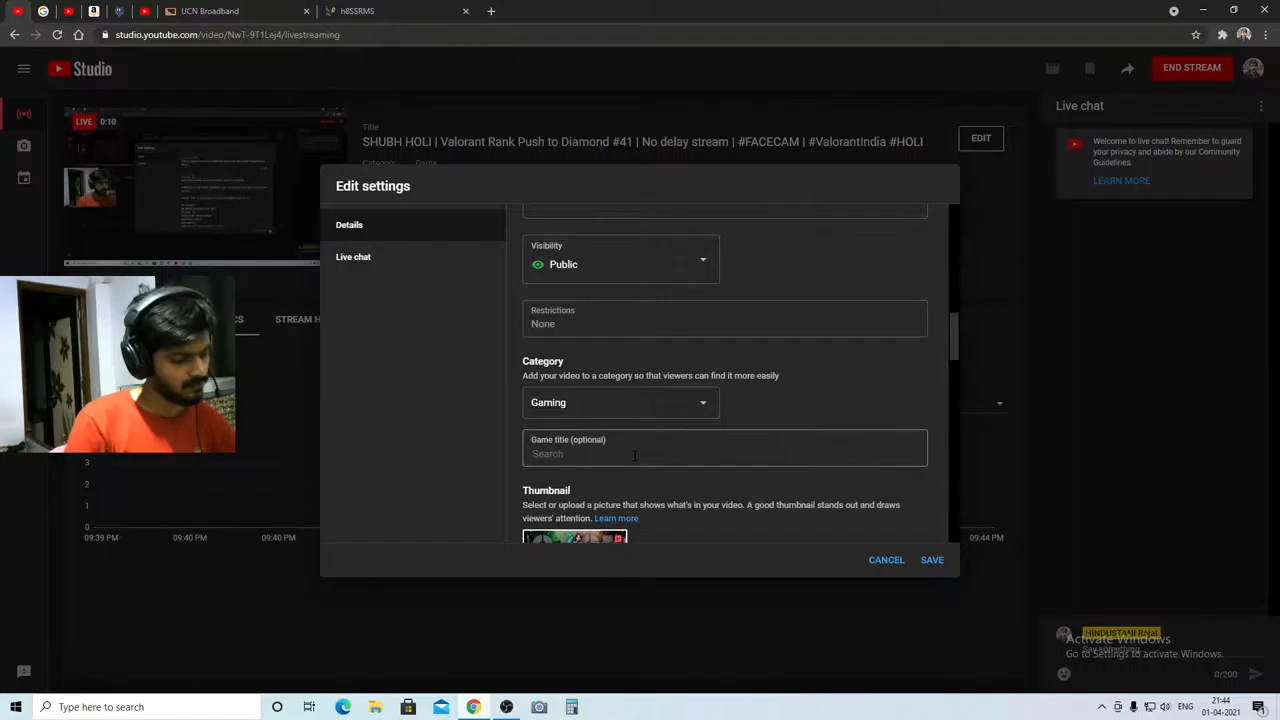 UCN Broadband
h8SSRMS
studio.youtube.com/video/NwT-9T1Lej4/livestreaming
Studio
END STREAM
LIVE 0:10
Title
SHUBH HOLI | Valorant Rank Push to Diamond #41 | No delay stream | #FACECAM | #ValorantIndia #HOLI
EDIT
Category Game
Live chat
Welcome to live chat! Remember to guard
your privacy and abide by our Community
Guidelines.
LEARN MORE
Edit settings
Details
Live chat
Visibility
Public
Restrictions
None
Category
Add your video to a category so that viewers can find it more easily
Gaming
Game title (optional)
Search
Thumbnail
Select or upload a picture that shows what's in your video. A good thumbnail stands out and draws
viewers' attention. Learn more
CANCEL SAVE
CS STREAM H
3
2
1
0
09:39 PM 09:40 PM 09:40 PM 09:44 PM
HINDUSTANI Rajat
Say something...
0/200
Activate Windows
Go to Settings to activate Windows.
Type here to search
ENG
21:44
01-04-2021